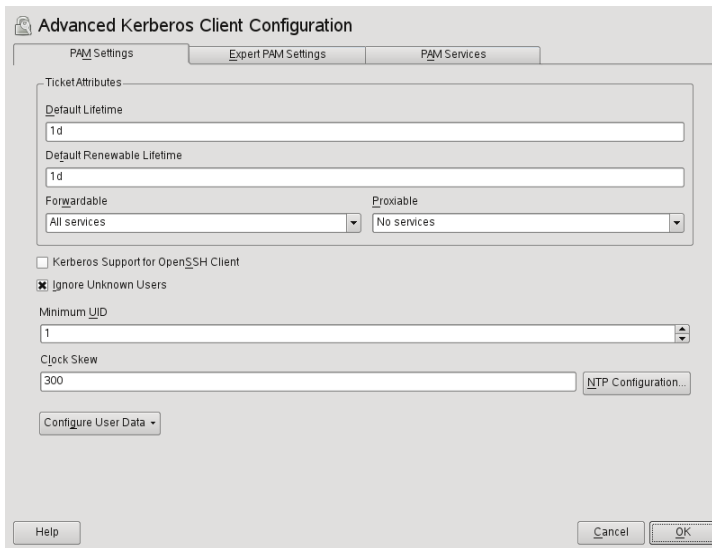 Advanced Kerberos Client Configuration
PAM Settings
Expert PAM Settings
PAM Services
Ticket Attributes
Default Lifetime
1d
Default Renewable Lifetime
1d
Forwardable
Proxiable
All services
No services
Kerberos Support for OpenSSH Client
Ignore Unknown Users
Minimum UID
1
Clock Skew
300
NTP Configuration...
Configure User Data
Help
Cancel
OK